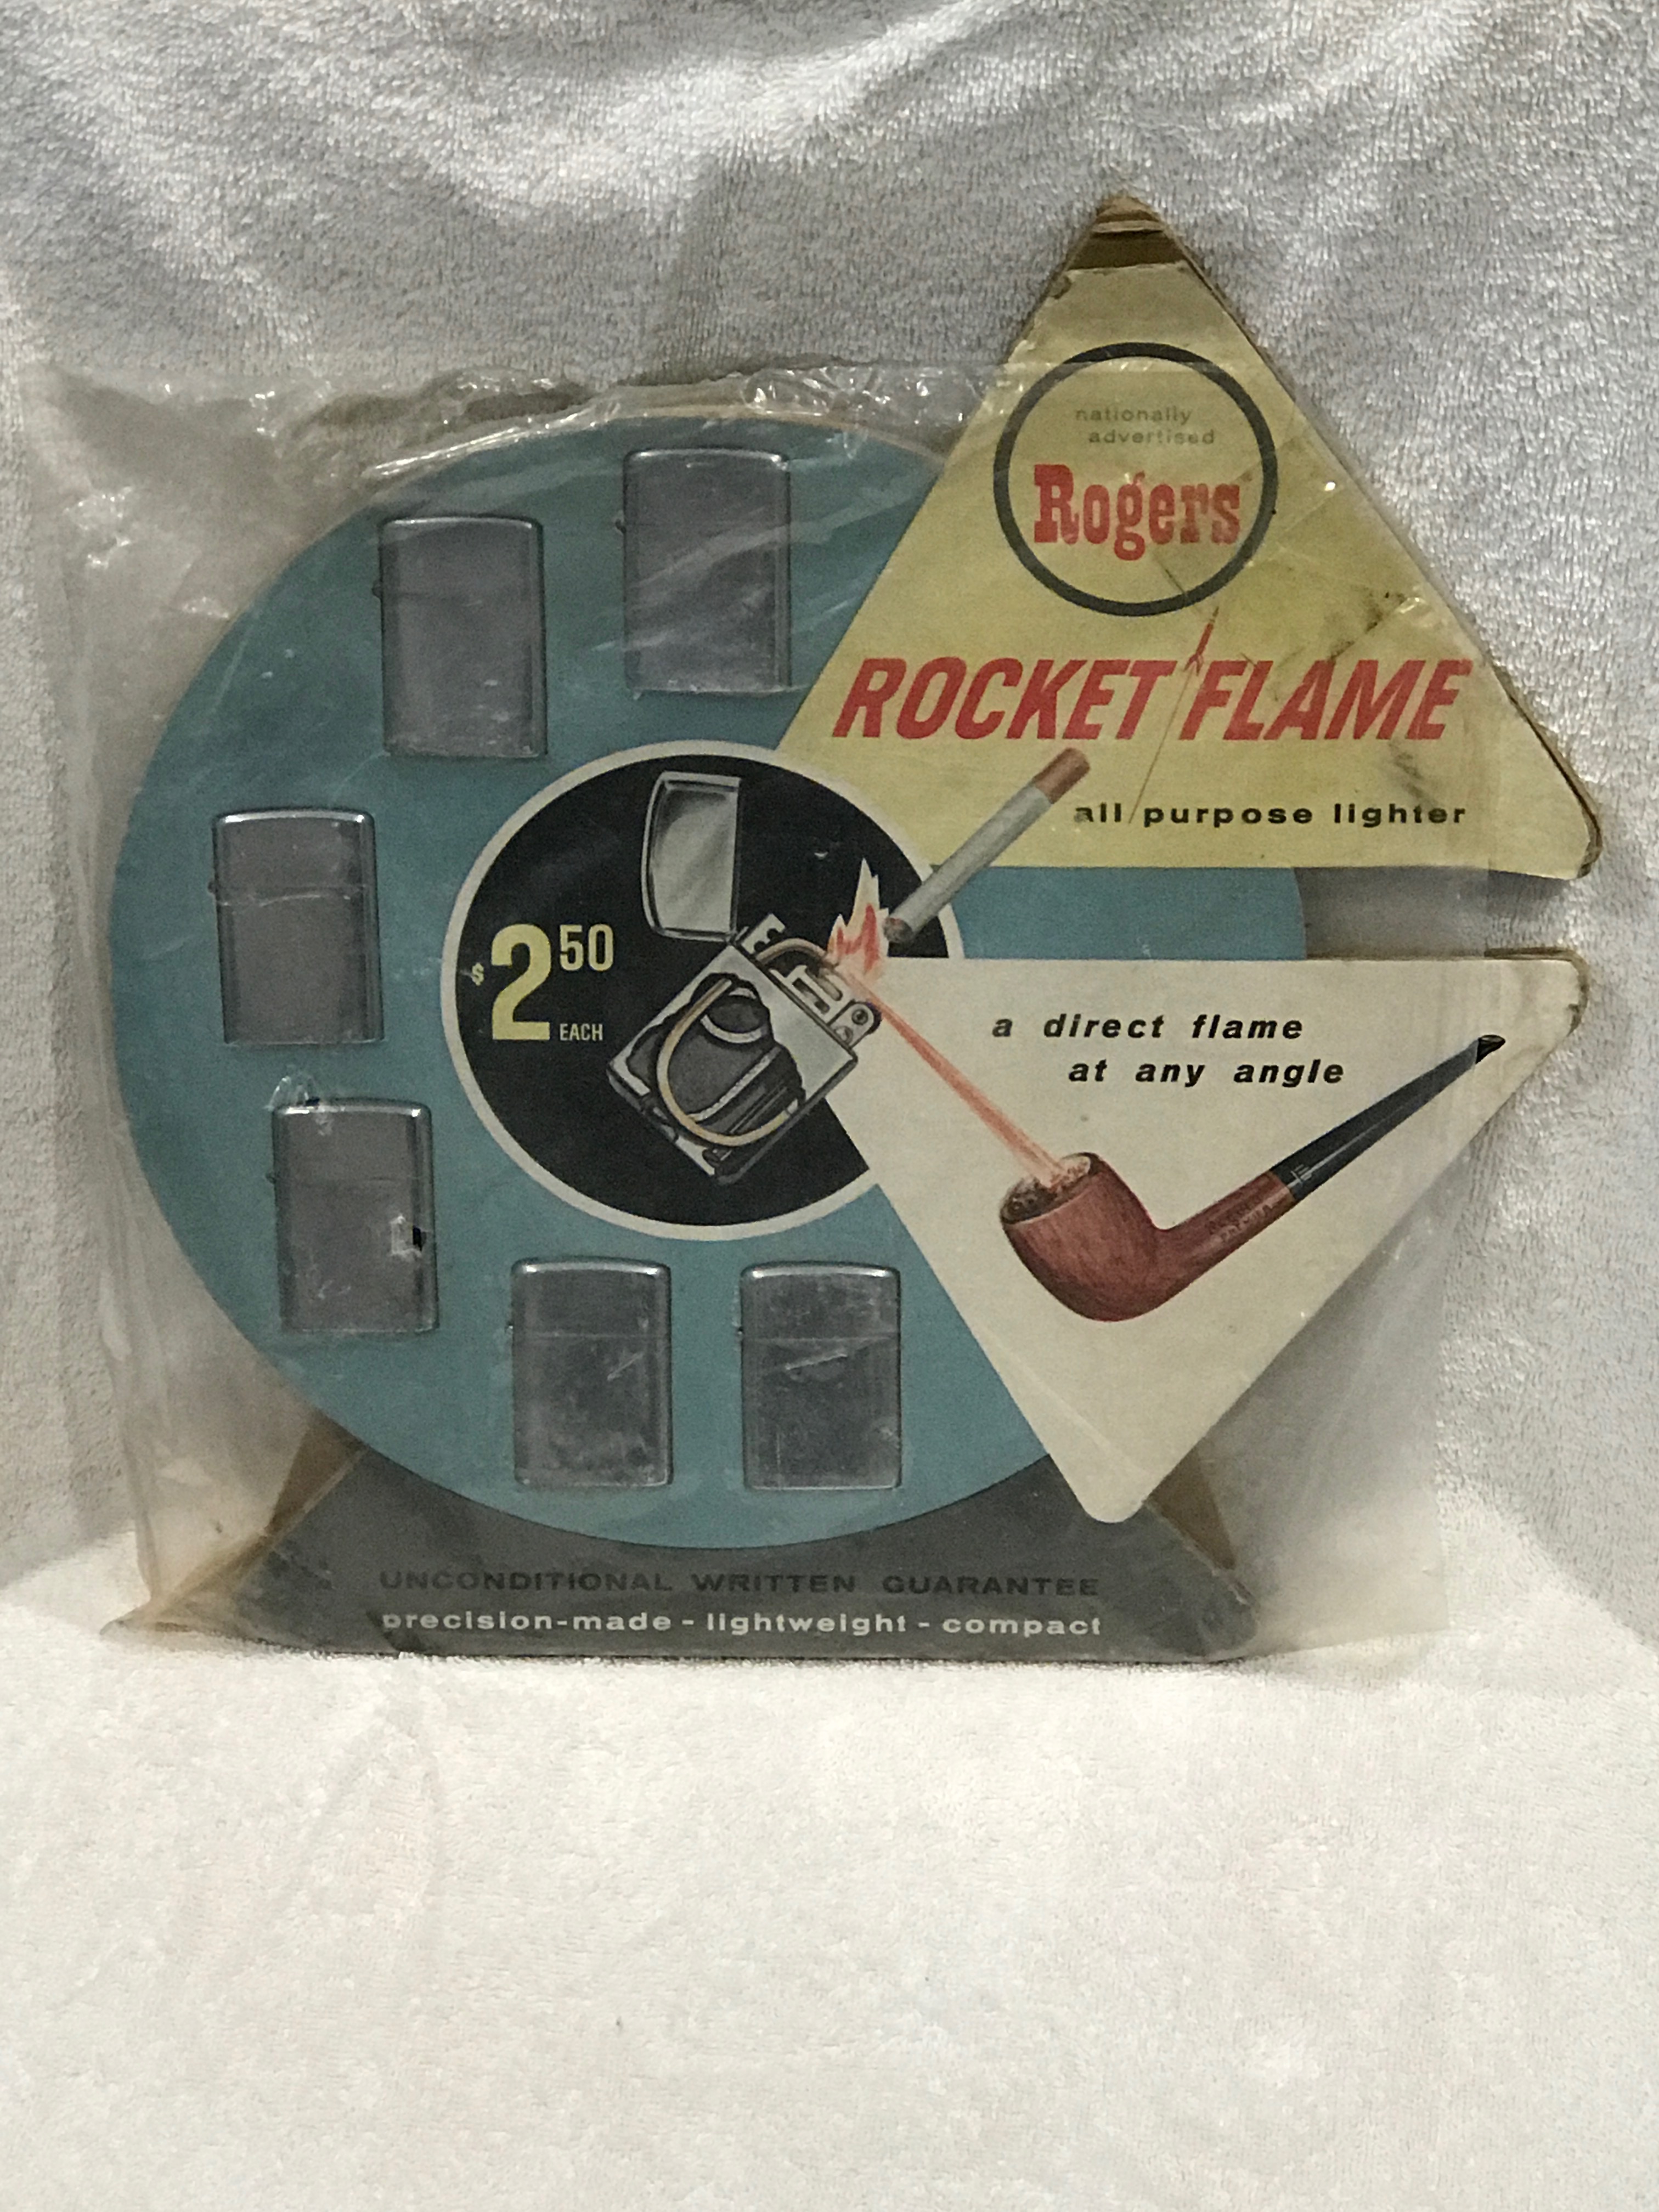 nationally
advertised
Rogers
ROCKET FLAME
all purpose lighter
$2 50
EACH
a direct flame
at any angle
UNCONDITIONAL WRITTEN GUARANTEE
precision-made - lightweight - compact